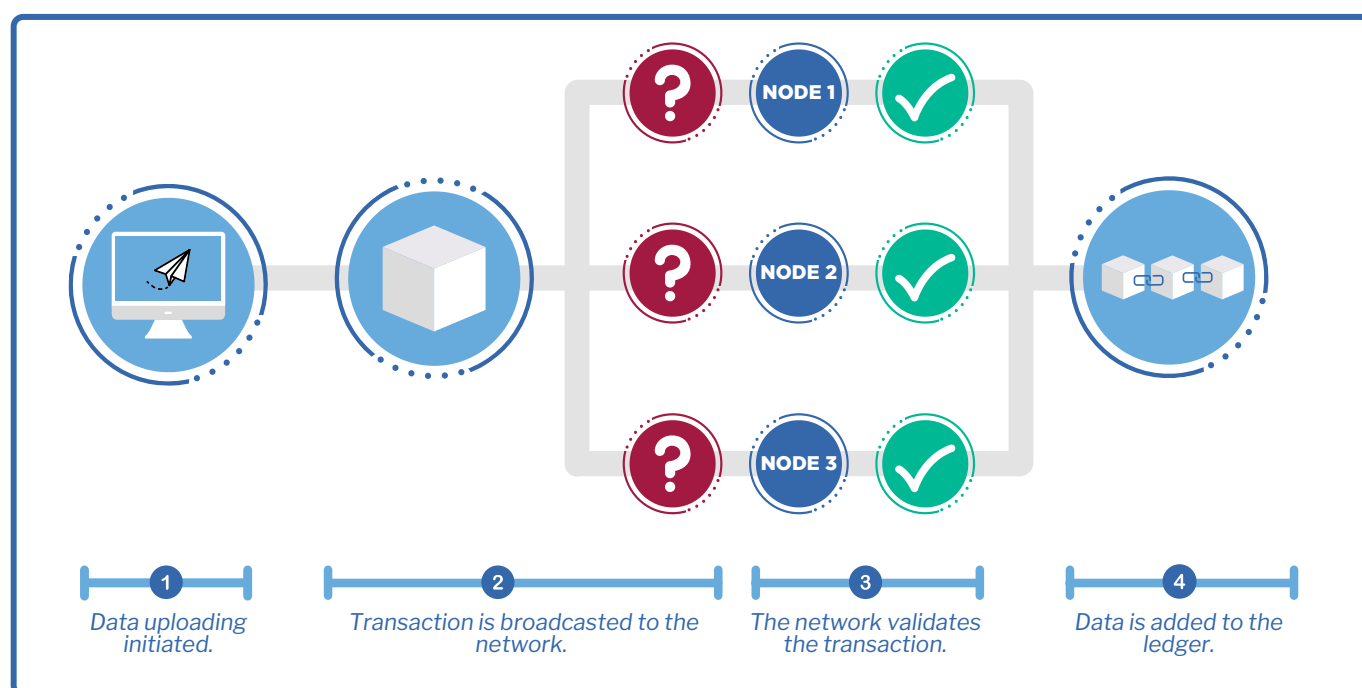 ?
NODE 1
?
NODE 2
?
NODE 3
1
Data uploading
initiated.
2
Transaction is broadcasted to the
network.
3
The network validates
the transaction.
4
Data is added to the
ledger.